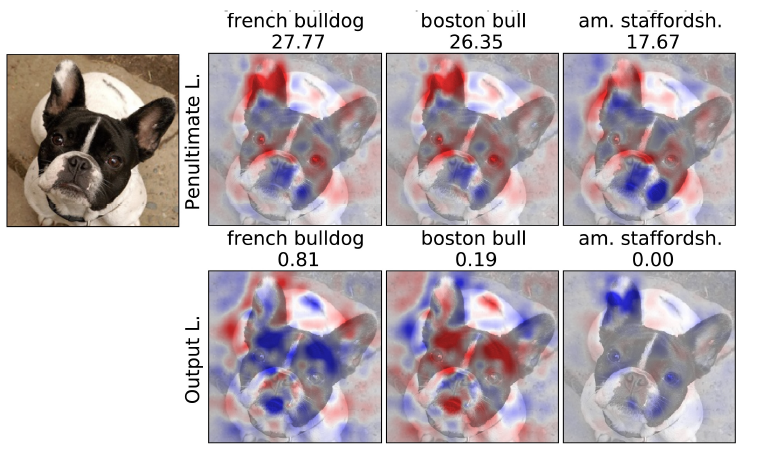 french bulldog
27.77
boston bull
26.35
am. staffordsh.
17.67
Penultimate L.
french bulldog
0.81
boston bull
0.19
am. staffordsh.
0.00
Output L.